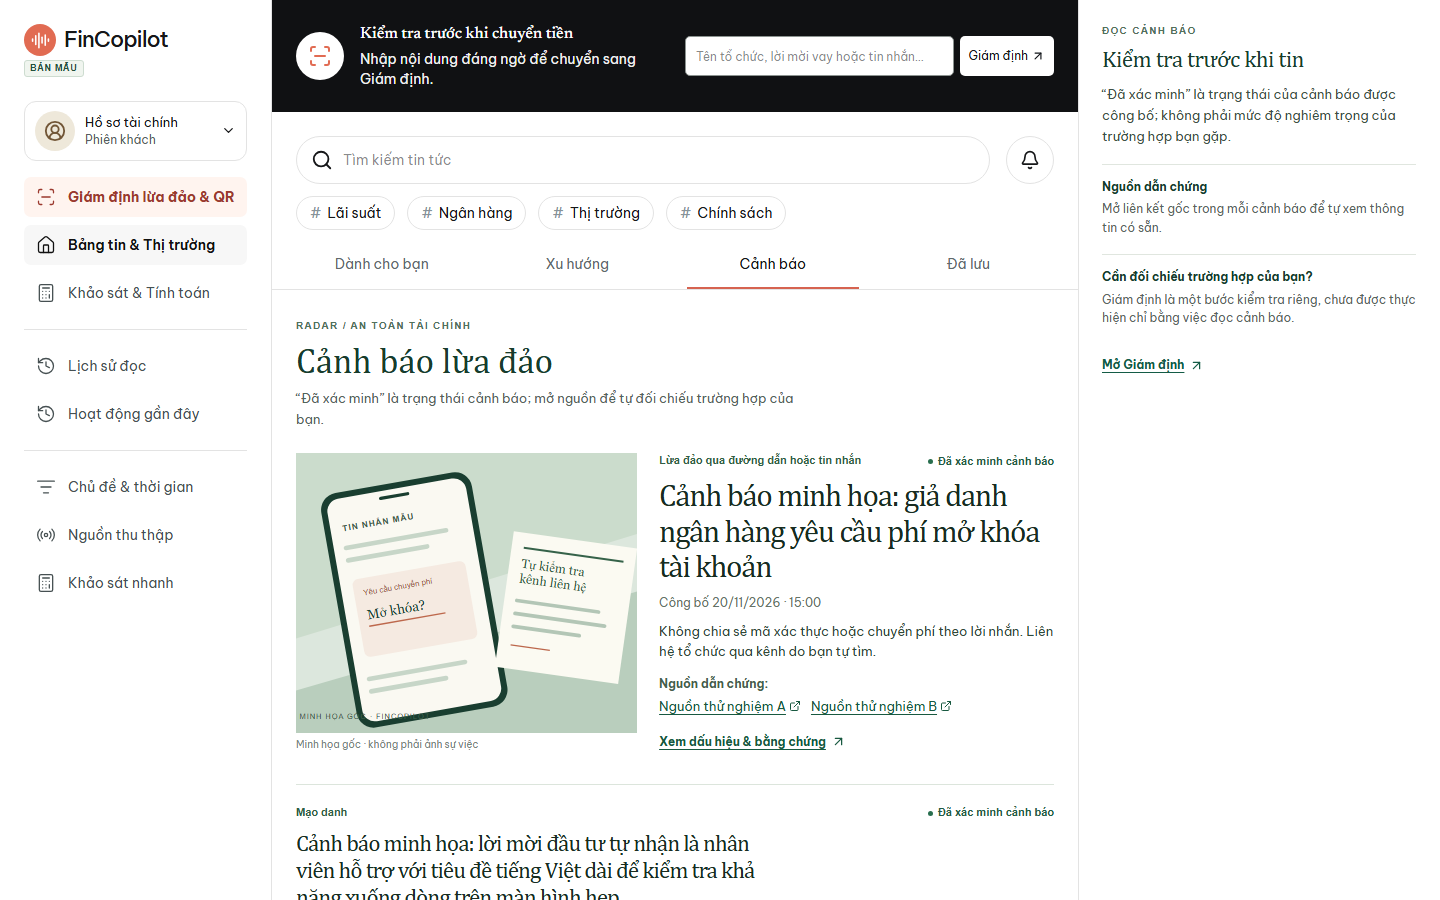 FinCopilot
BẢN MẪU
Hồ sơ tài chính
Phiên khách
Giám định lừa đảo & QR
Bảng tin & Thị trường
Khảo sát & Tính toán
Lịch sử đọc
Hoạt động gần đây
Chủ đề & thời gian
Nguồn thu thập
Khảo sát nhanh
Kiểm tra trước khi chuyển tiền
Nhập nội dung đáng ngờ để chuyển sang
Giám định.
Tên tổ chức, lời mời vay hoặc tin nhắn...
Giám định
Tìm kiếm tin tức
# Lãi suất
# Ngân hàng
# Thị trường
# Chính sách
Dành cho bạn
Xu hướng
Cảnh báo
Đã lưu
RADAR / AN TOÀN TÀI CHÍNH
Cảnh báo lừa đảo
“Đã xác minh” là trạng thái cảnh báo; mở nguồn để tự đối chiếu trường hợp của
bạn.
TIN NHẮN MẪU
Yêu cầu chuyển phí
Mở khóa?
Tự kiểm tra
kênh liên hệ
MINH HỌA GỐC · FINCOPILOT
Minh họa gốc · không phải ảnh sự việc
Lừa đảo qua đường dẫn hoặc tin nhắn
Đã xác minh cảnh báo
Cảnh báo minh họa: giả danh
ngân hàng yêu cầu phí mở khóa
tài khoản
Công bố 20/11/2026 · 15:00
Không chia sẻ mã xác thực hoặc chuyển phí theo lời nhắn. Liên
hệ tổ chức qua kênh do bạn tự tìm.
Nguồn dẫn chứng:
Nguồn thử nghiệm A
Nguồn thử nghiệm B
Xem dấu hiệu & bằng chứng
Mạo danh
Đã xác minh cảnh báo
Cảnh báo minh họa: lời mời đầu tư tự nhận là nhân
viên hỗ trợ với tiêu đề tiếng Việt dài để kiểm tra khả
năng xuống dòng trên màn hình hẹp
ĐỌC CẢNH BÁO
Kiểm tra trước khi tin
“Đã xác minh” là trạng thái của cảnh báo được
công bố; không phải mức độ nghiêm trọng của
trường hợp bạn gặp.
Nguồn dẫn chứng
Mở liên kết gốc trong mỗi cảnh báo để tự xem thông
tin có sẵn.
Cần đối chiếu trường hợp của bạn?
Giám định là một bước kiểm tra riêng, chưa được thực
hiện chỉ bằng việc đọc cảnh báo.
Mở Giám định